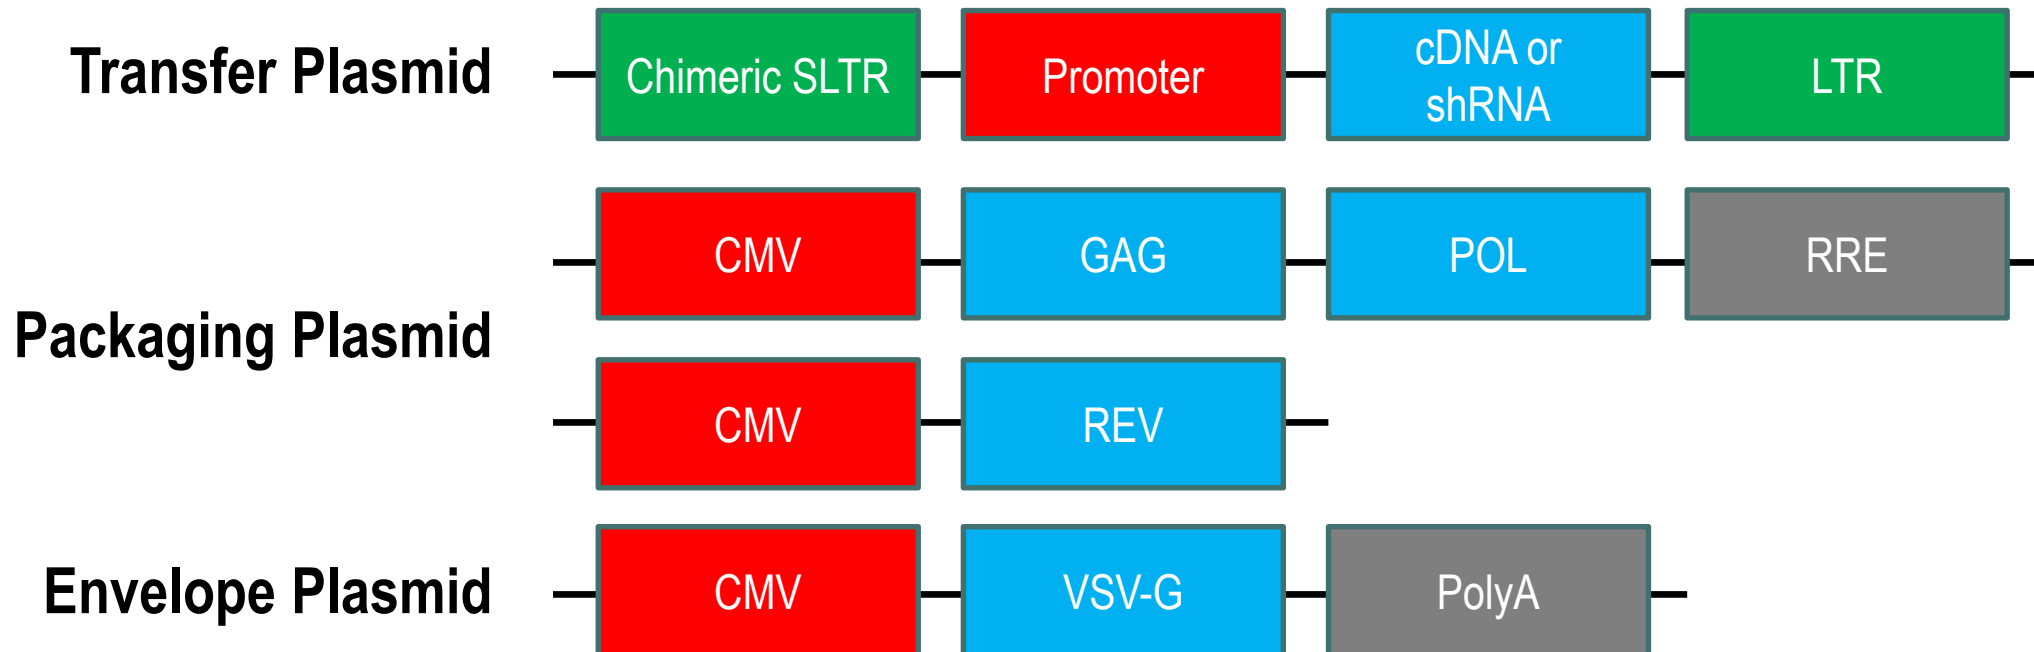 Transfer Plasmid
Chimeric SLTR
Promoter
cDNA or
shRNA
LTR
Packaging Plasmid
CMV
GAG
POL
RRE
CMV
REV
Envelope Plasmid
CMV
VSV-G
PolyA